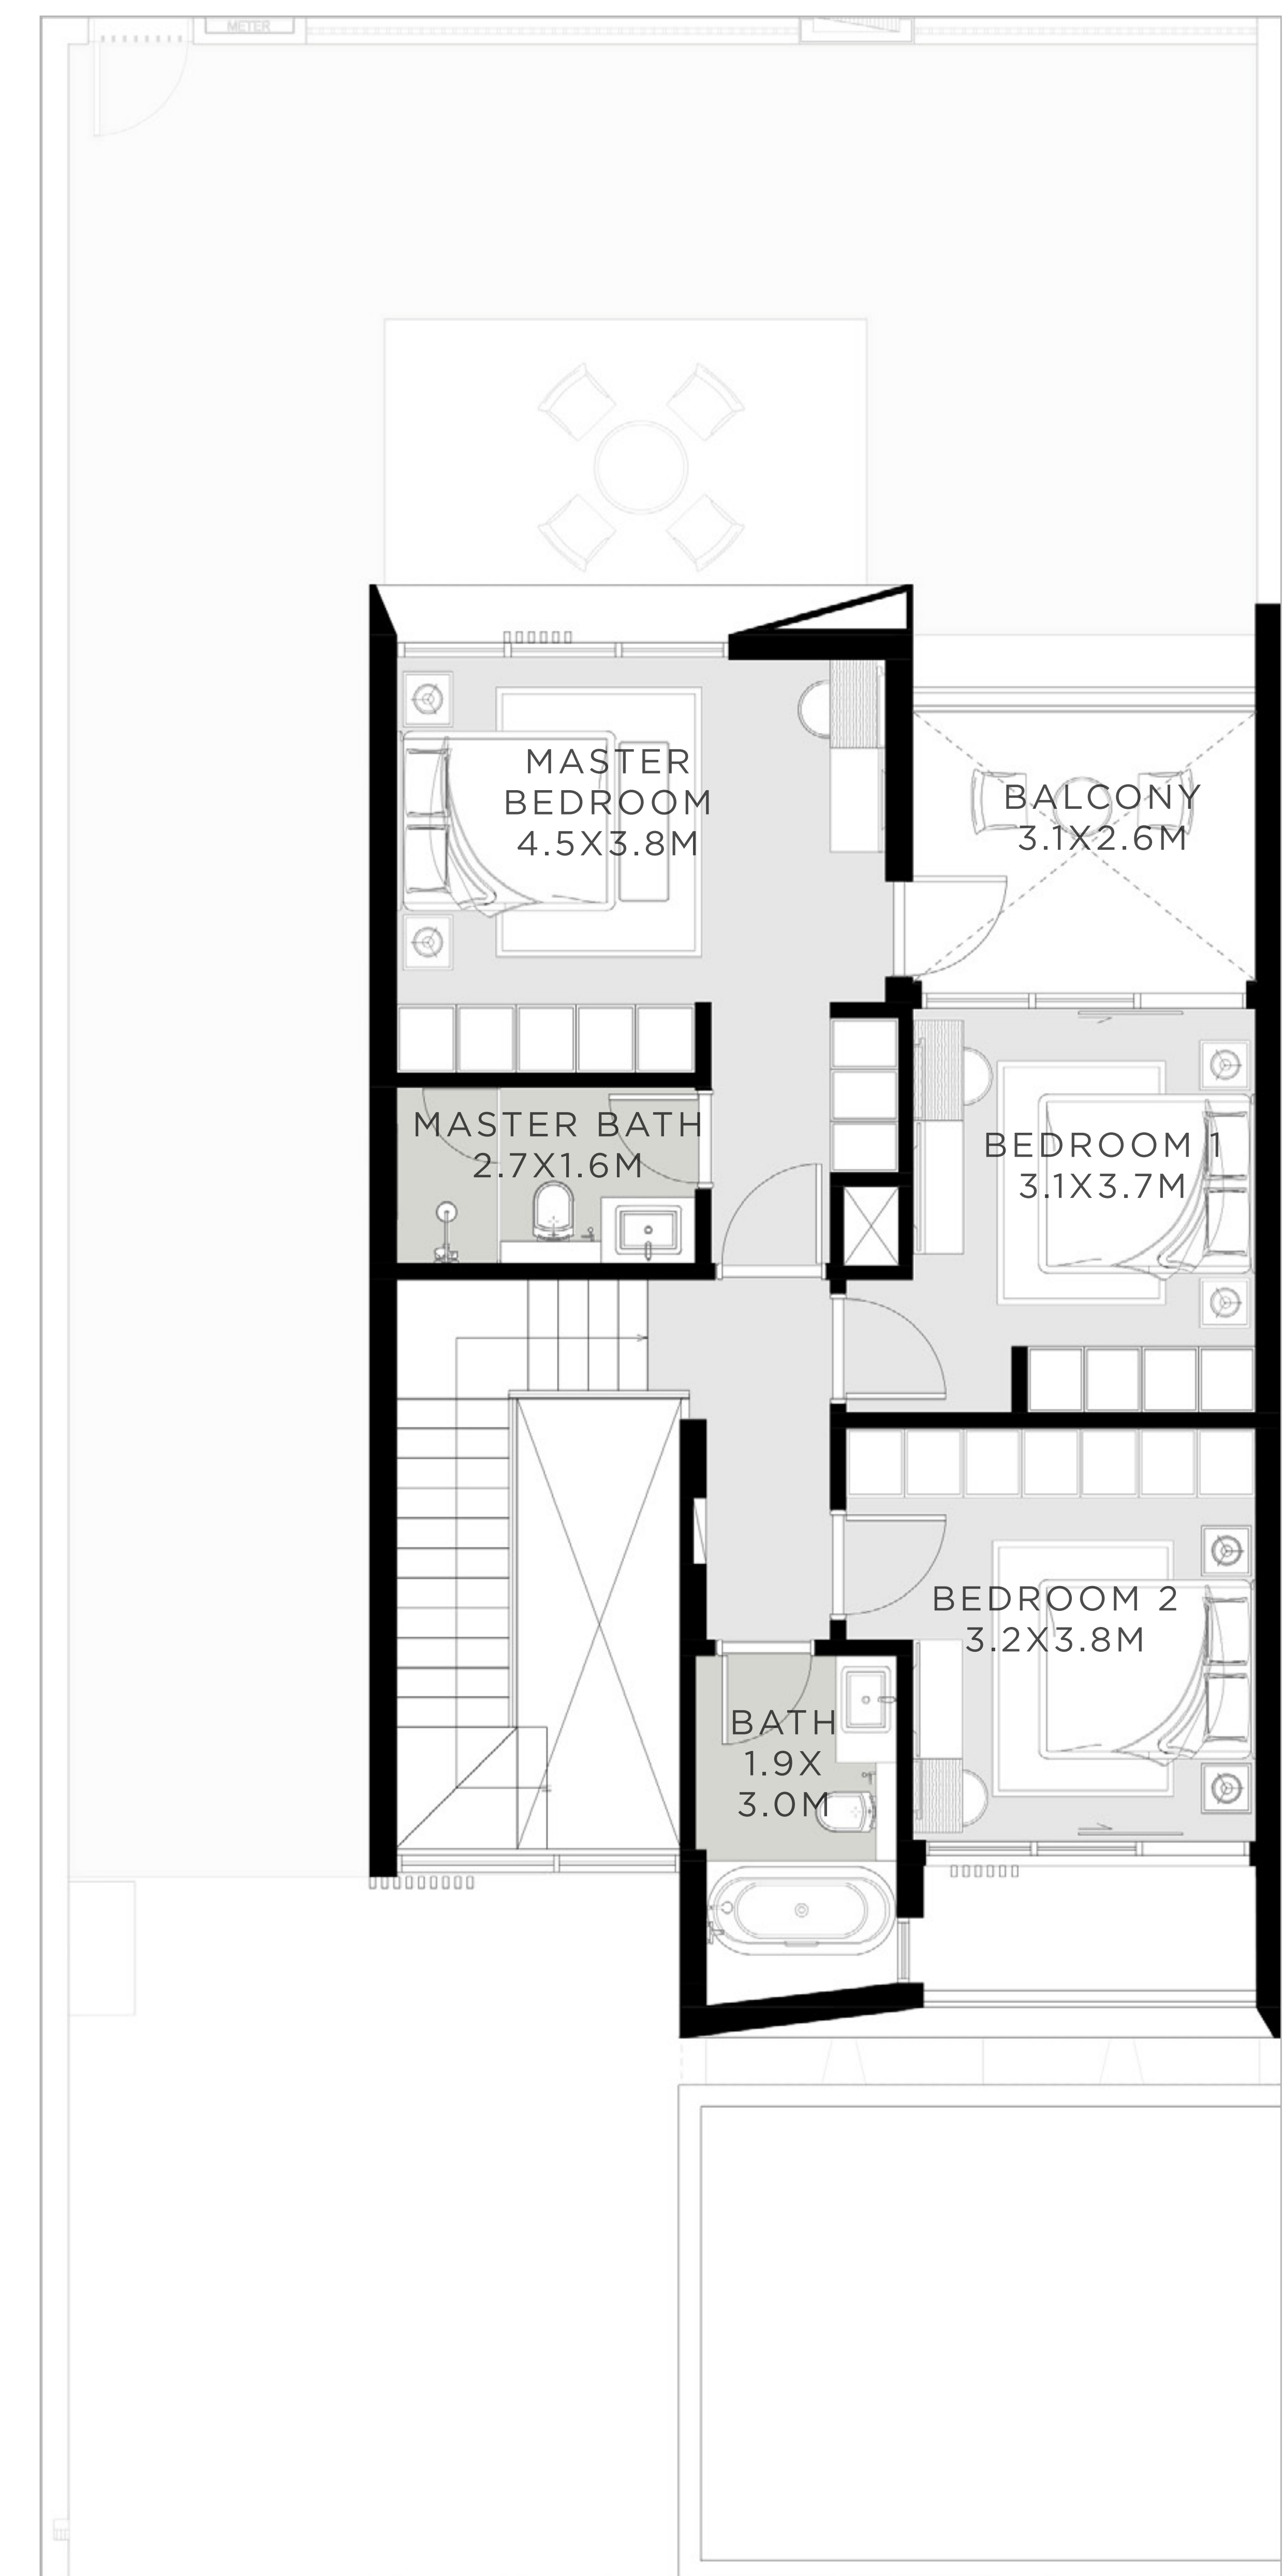 METER
MASTER
BEDROOM
4.5X3.8M
BALCONY
3.1X2.6M
MASTER BATH
2.7X1.6M
BEDROOM 1
3.1X3.7M
BEDROOM 2
3.2X3.8M
BATH
1.9X
3.0M